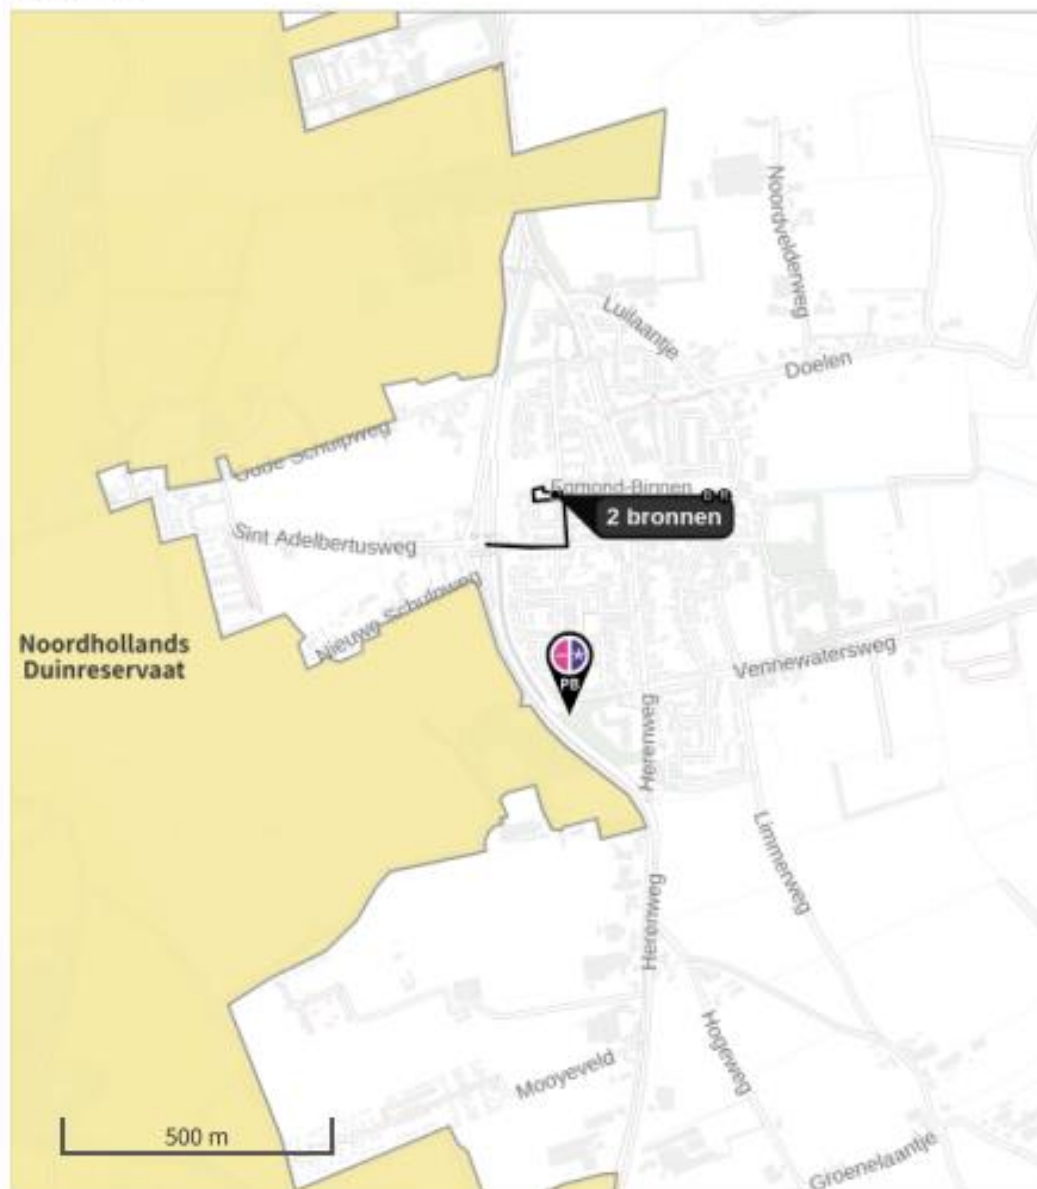 Noordvelderweg
Luilaantje
Doelen
Oude Schulpweg
Egmond-Binnen
2 bronnen
Sint Adelbertusweg
Nieuwe Schulpweg
Noordhollands
Duinreservaat
PB
Vennewatersweg
Herenweg
Limmerweg
Herenweg
Hogeweg
Mooyeveld
500 m
Groenelaantje